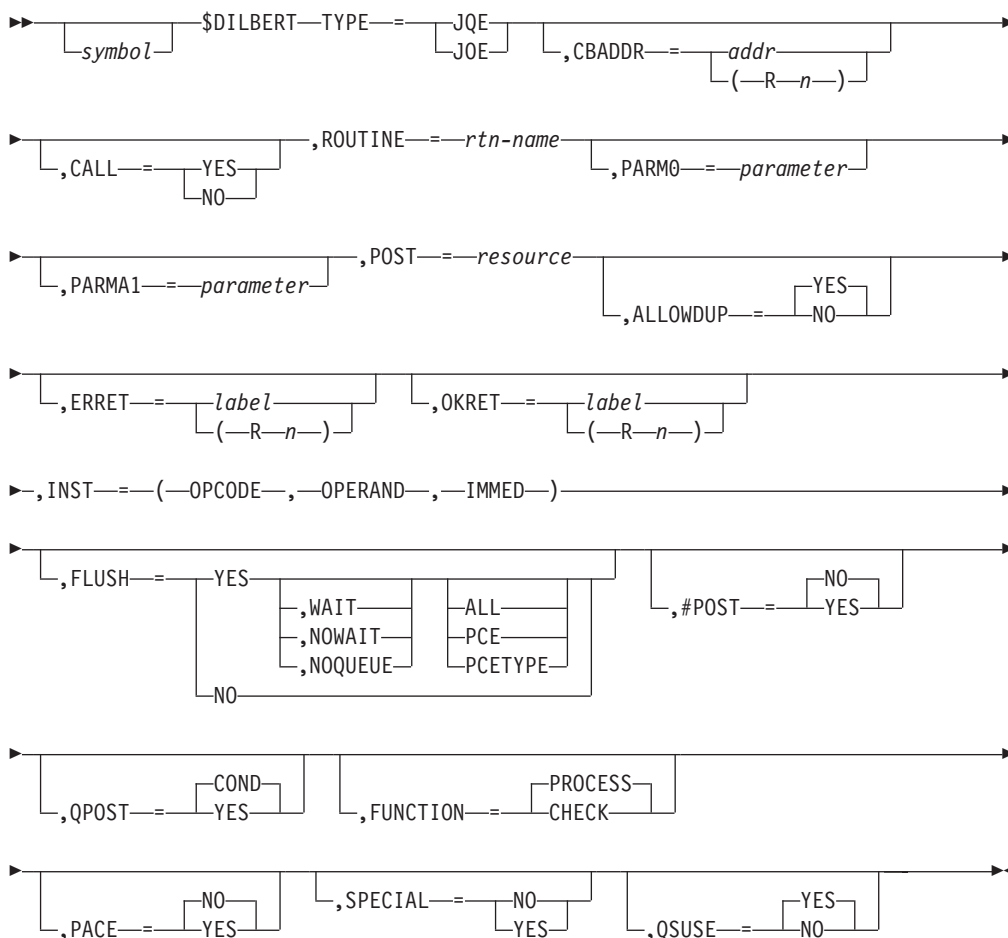 $DILBERT TYPE = JQE ,CBADDR = addr
symbol JOE ( R n )
,CALL = YES ,ROUTINE = rtn-name ,PARM0 = parameter
NO
,PARMA1 = parameter ,POST = resource ,ALLOWDUP = YES
NO
,ERRET = label ,OKRET = label
( R n ) ( R n )
,INST = ( OPCODE , OPERAND , IMMED )
,FLUSH = YES ,#POST = NO
,WAIT ALL YES
,NOWAIT PCE
,NOQUEUE PCETYPE
NO
,QPOST = COND ,FUNCTION = PROCESS
YES CHECK
,PACE = NO ,SPECIAL = NO ,QSUSE = YES
YES YES NO